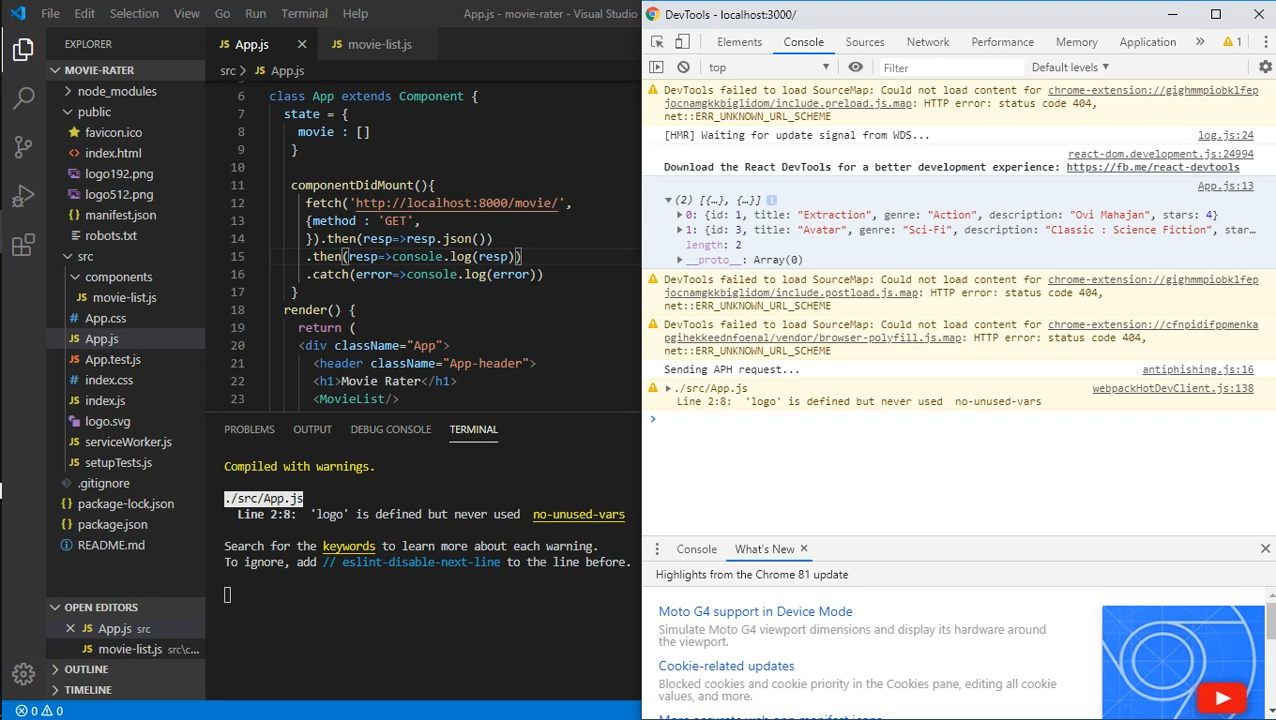 File Edit Selection View Go Run Terminal Help App.js - movie-rater - Visual Studio
EXPLORER
MOVIE-RATER
node_modules
public
favicon.ico
index.html
logo192.png
logo512.png
manifest.json
robots.txt
src
components
movie-list.js
App.css
App.js
App.test.js
index.css
index.js
logo.svg
serviceWorker.js
setupTests.js
.gitignore
package-lock.json
package.json
README.md
OPEN EDITORS
App.js src
movie-list.js src\c...
OUTLINE
TIMELINE
0 0
App.js movie-list.js
src > App.js
6 class App extends Component {
7 state = {
8 movie : []
9 }
10
11 componentDidMount(){
12 fetch('http://localhost:8000/movie/',
13 {method : 'GET',
14 }).then(resp=>resp.json())
15 .then(resp=>console.log(resp))
16 .catch(error=>console.log(error))
17 }
18 render() {
19 return (
20 <div className="App">
21 <header className="App-header">
22 <h1>Movie Rater</h1>
23 <MovieList/>
PROBLEMS OUTPUT DEBUG CONSOLE TERMINAL
Compiled with warnings.
./src/App.js
Line 2:8: 'logo' is defined but never used no-unused-vars
Search for the keywords to learn more about each warning.
To ignore, add // eslint-disable-next-line to the line before.
DevTools - localhost:3000/
Elements Console Sources Network Performance Memory Application » 1
top Filter Default levels
DevTools failed to load SourceMap: Could not load content for chrome-extension://gighmmpiobklfep
jocnamgkkbiglidom/include.preload.js.map: HTTP error: status code 404,
net::ERR_UNKNOWN_URL_SCHEME
[HMR] Waiting for update signal from WDS... log.js:24
react-dom.development.js:24994
Download the React DevTools for a better development experience: https://fb.me/react-devtools
App.js:13
(2) [{…}, {…}] i
0: {id: 1, title: "Extraction", genre: "Action", description: "Ovi Mahajan", stars: 4}
1: {id: 3, title: "Avatar", genre: "Sci-Fi", description: "Classic : Science Fiction", star…
length: 2
__proto__: Array(0)
DevTools failed to load SourceMap: Could not load content for chrome-extension://gighmmpiobklfep
jocnamgkkbiglidom/include.postload.js.map: HTTP error: status code 404,
net::ERR_UNKNOWN_URL_SCHEME
DevTools failed to load SourceMap: Could not load content for chrome-extension://cfnpidifppmenka
pgihekkeednfoenal/vendor/browser-polyfill.js.map: HTTP error: status code 404,
net::ERR_UNKNOWN_URL_SCHEME
Sending APH request... antiphishing.js:16
./src/App.js webpackHotDevClient.js:138
Line 2:8: 'logo' is defined but never used no-unused-vars
Console What's New
Highlights from the Chrome 81 update
Moto G4 support in Device Mode
Simulate Moto G4 viewport dimensions and display its hardware around
the viewport.
Cookie-related updates
Blocked cookies and cookie priority in the Cookies pane, editing all cookie
values, and more.
More accurate web app manifest icons